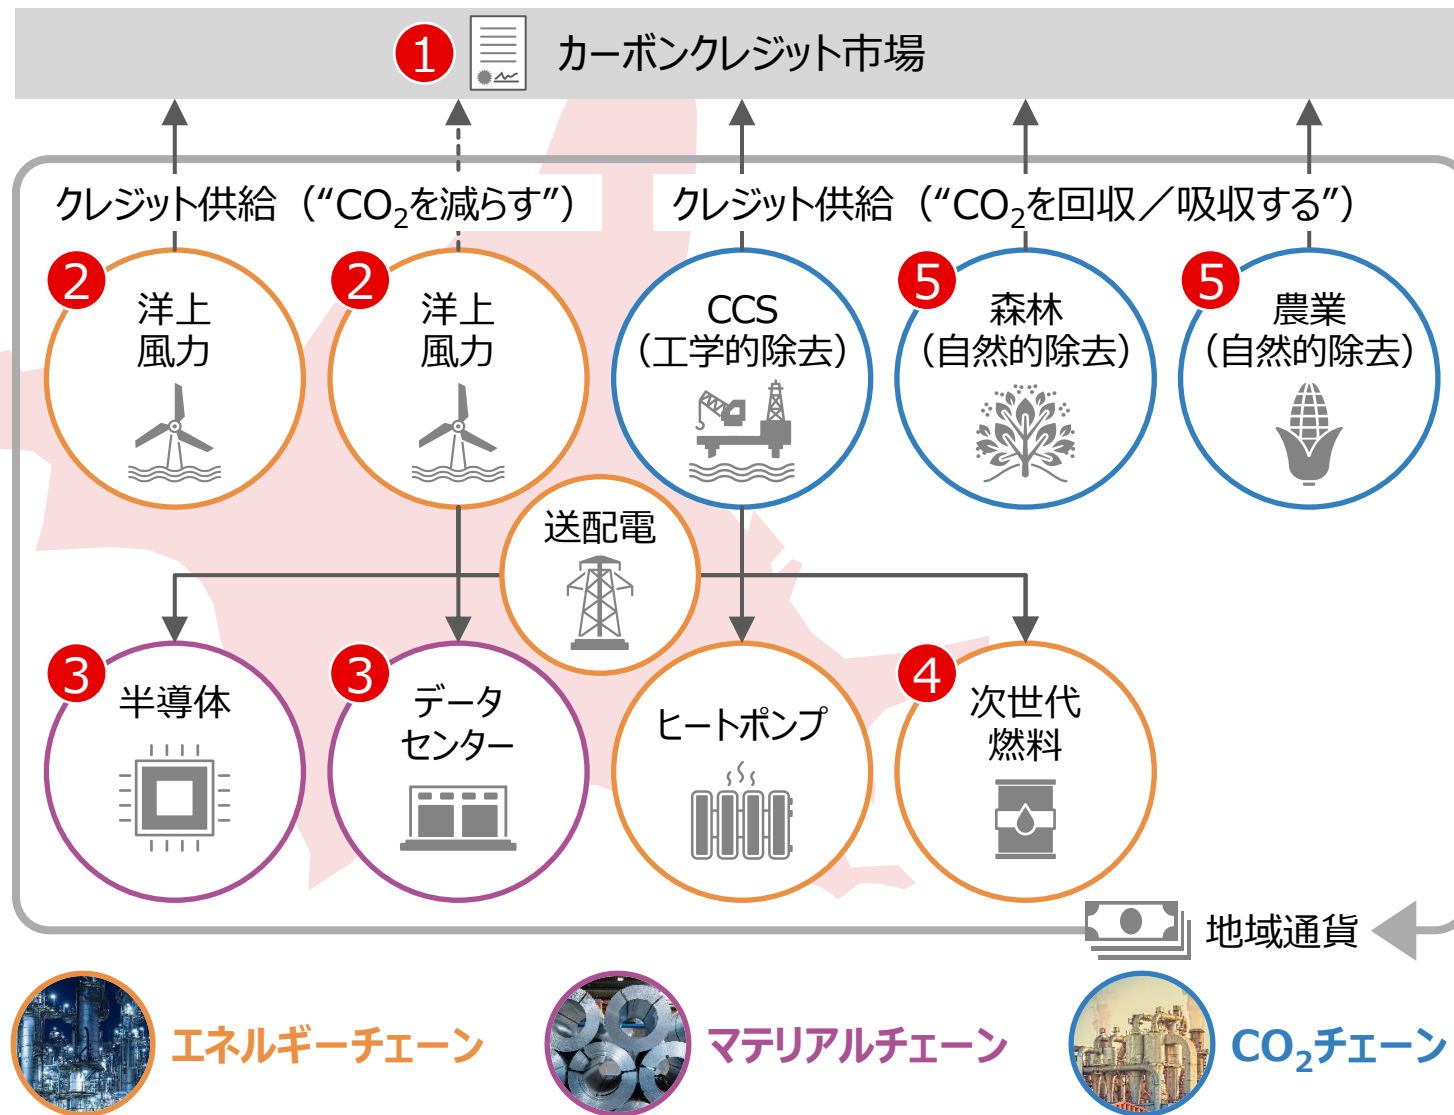 1 カーボンクレジット市場
クレジット供給（“CO₂を減らす”）
クレジット供給（“CO₂を回収／吸収する”）
2
洋上
風力
2
洋上
風力
CCS
（工学的除去）
5
森林
（自然的除去）
5
農業
（自然的除去）
送配電
3
半導体
3
データ
センター
ヒートポンプ
4
次世代
燃料
地域通貨
エネルギーチェーン
マテリアルチェーン
CO₂チェーン